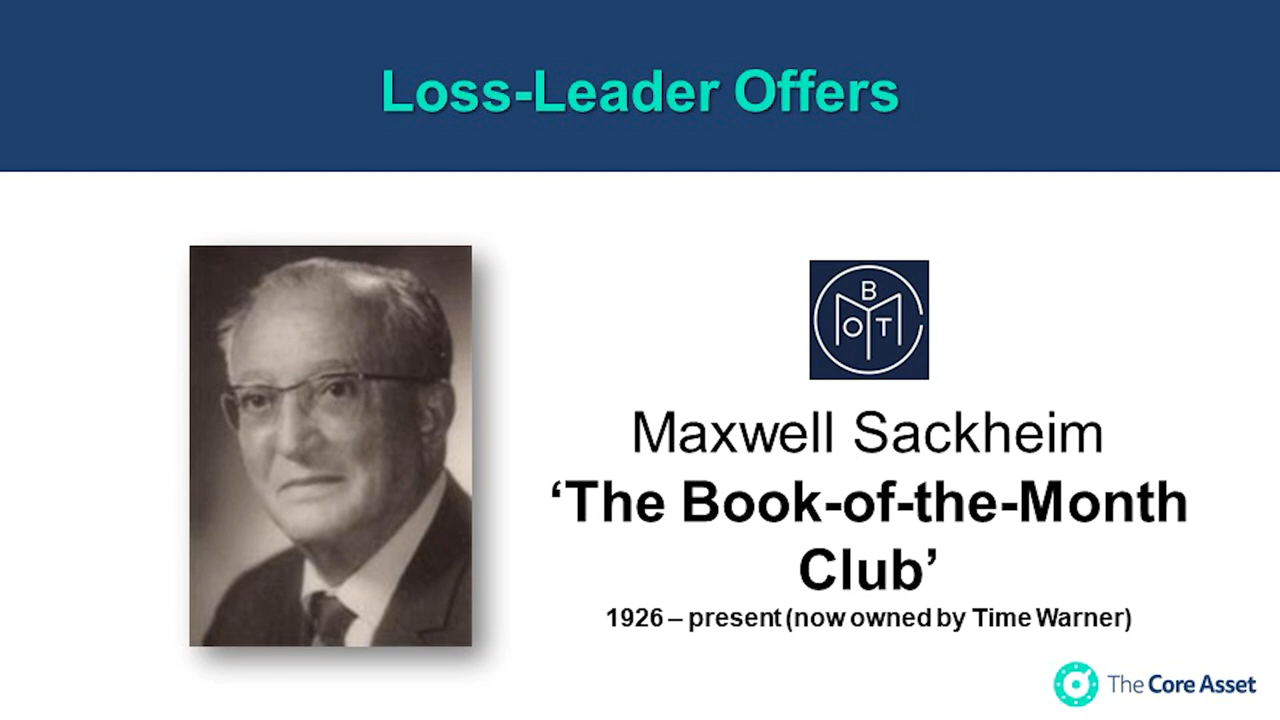 Loss-Leader Offers
B
O T
M
Maxwell Sackheim
‘The Book-of-the-Month
Club’
1926 – present (now owned by Time Warner)
The Core Asset